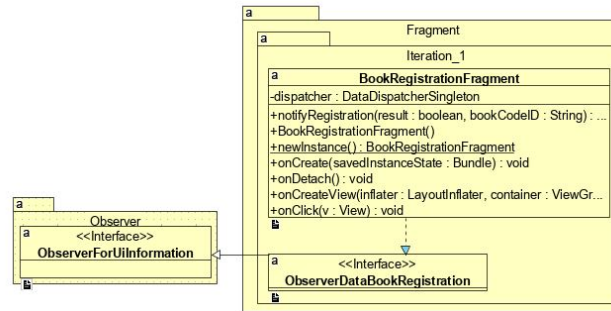 a
Fragment
a
Iteration_1
a
BookRegistrationFragment
-dispatcher : DataDispatcherSingleton
+notifyRegistration(result : boolean, bookCodeID : String) : ...
+BookRegistrationFragment()
+newInstance() : BookRegistrationFragment
+onCreate(savedInstanceState : Bundle) : void
+onDetach() : void
+onCreateView(inflater : LayoutInflater, container : ViewGr...
+onClick(v : View) : void
a
Observer
a
<<Interface>>
ObserverForUiInformation
a
<<Interface>>
ObserverDataBookRegistration